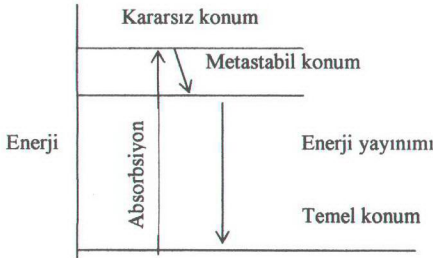 Kararsız konum
Metastabil konum
Enerji
Absorbsiyon
Enerji yayınımı
Temel konum